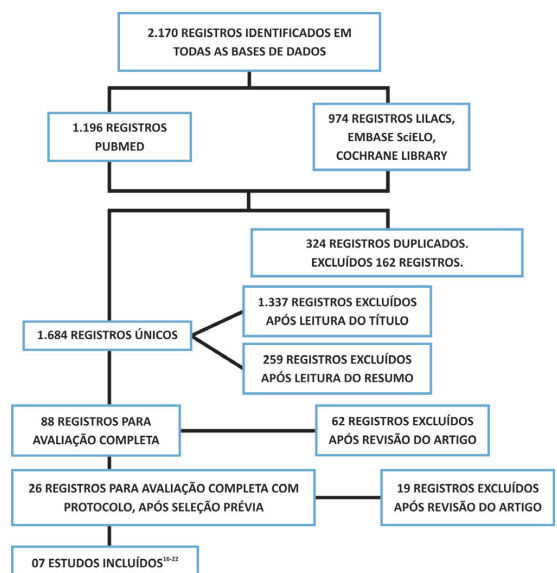 2.170 REGISTROS IDENTIFICADOS EM
TODAS AS BASES DE DADOS
1.196 REGISTROS
PUBMED
974 REGISTROS LILACS,
EMBASE SciELO,
COCHRANE LIBRARY
324 REGISTROS DUPLICADOS.
EXCLUÍDOS 162 REGISTROS.
1.684 REGISTROS ÚNICOS
1.337 REGISTROS EXCLUÍDOS
APÓS LEITURA DO TÍTULO
259 REGISTROS EXCLUÍDOS
APÓS LEITURA DO RESUMO
88 REGISTROS PARA
AVALIAÇÃO COMPLETA
62 REGISTROS EXCLUÍDOS
APÓS REVISÃO DO ARTIGO
26 REGISTROS PARA AVALIAÇÃO COMPLETA COM
PROTOCOLO, APÓS SELEÇÃO PRÉVIA
19 REGISTROS EXCLUÍDOS
APÓS REVISÃO DO ARTIGO
07 ESTUDOS INCLUÍDOS16-22